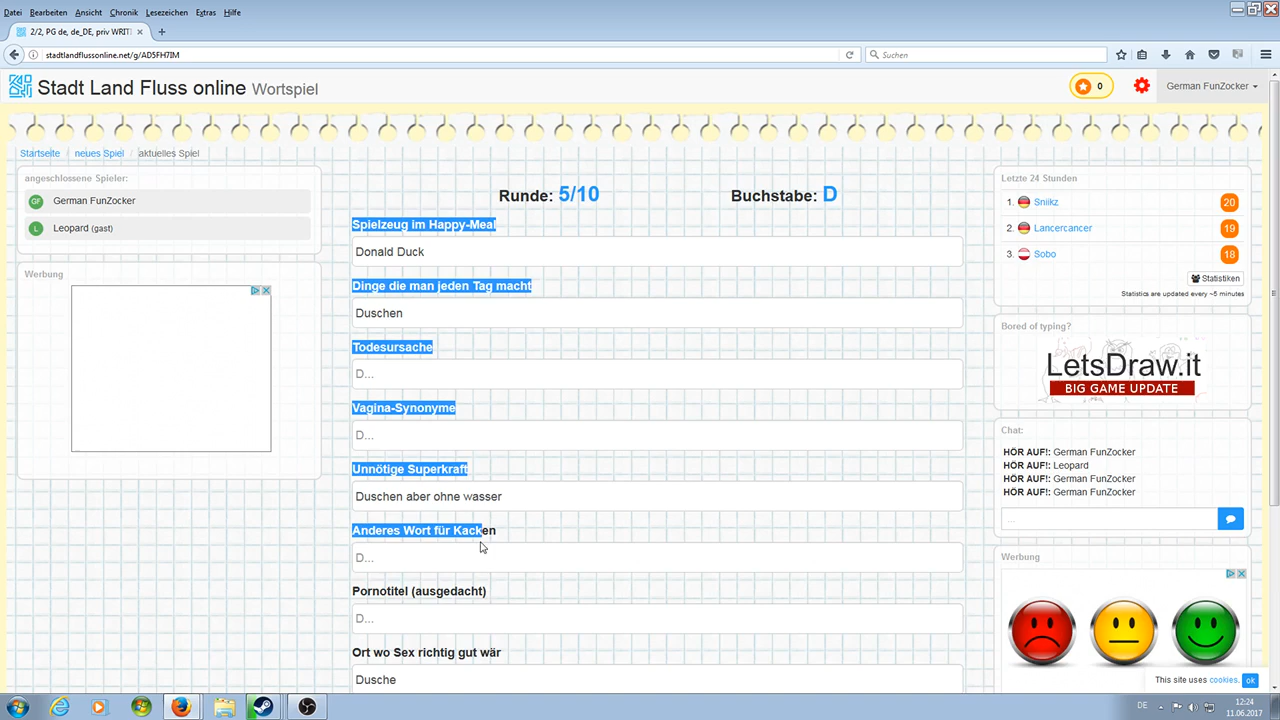 Datei Bearbeiten Ansicht Chronik Lesezeichen Extras Hilfe
2/2, PG de, de_DE, priv WRIT
stadtlandflussonline.net/g/AD5FH7IM
Suchen
Stadt Land Fluss online Wortspiel
0
German FunZocker
Startseite / neues Spiel / aktuelles Spiel
angeschlossene Spieler:
GF German FunZocker
L Leopard (gast)
Werbung
Runde: 5/10 Buchstabe: D
Spielzeug im Happy-Meal
Donald Duck
Dinge die man jeden Tag macht
Duschen
Todesursache
D...
Vagina-Synonyme
D...
Unnötige Superkraft
Duschen aber ohne wasser
Anderes Wort für Kacken
D...
Pornotitel (ausgedacht)
D...
Ort wo Sex richtig gut wär
Dusche
Letzte 24 Stunden
1. Sniikz 20
2. Lancercancer 19
3. Sobo 18
Statistiken
Statistics are updated every ~5 minutes
Bored of typing?
LetsDraw.it
BIG GAME UPDATE
Chat:
HÖR AUF!: German FunZocker
HÖR AUF!: Leopard
HÖR AUF!: German FunZocker
HÖR AUF!: German FunZocker
...
Werbung
This site uses cookies. ok
DE
12:24
11.06.2017